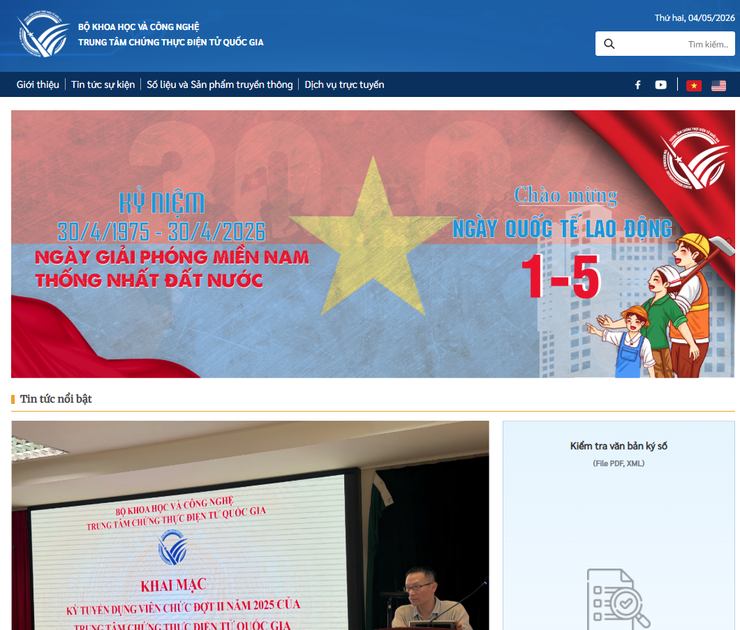 BỘ KHOA HỌC VÀ CÔNG NGHỆ
TRUNG TÂM CHỨNG THỰC ĐIỆN TỬ QUỐC GIA
Thứ hai, 04/05/2026
Tìm kiếm..
Giới thiệu
Tin tức sự kiện
Số liệu và Sản phẩm truyền thông
Dịch vụ trực tuyến
KỶ NIỆM
30/4/1975 - 30/4/2026
NGÀY GIẢI PHÓNG MIỀN NAM
THỐNG NHẤT ĐẤT NƯỚC
Chào mừng
NGÀY QUỐC TẾ LAO ĐỘNG
1-5
Tin tức nổi bật
BỘ KHOA HỌC VÀ CÔNG NGHỆ
TRUNG TÂM CHỨNG THỰC ĐIỆN TỬ QUỐC GIA
KHAI MẠC
KỲ TUYỂN DỤNG VIÊN CHỨC ĐỢT II NĂM 2025 CỦA
TRUNG TÂM CHỨNG THỰC ĐIỆN TỬ QUỐC GIA
Kiểm tra văn bản ký số
(File PDF, XML)